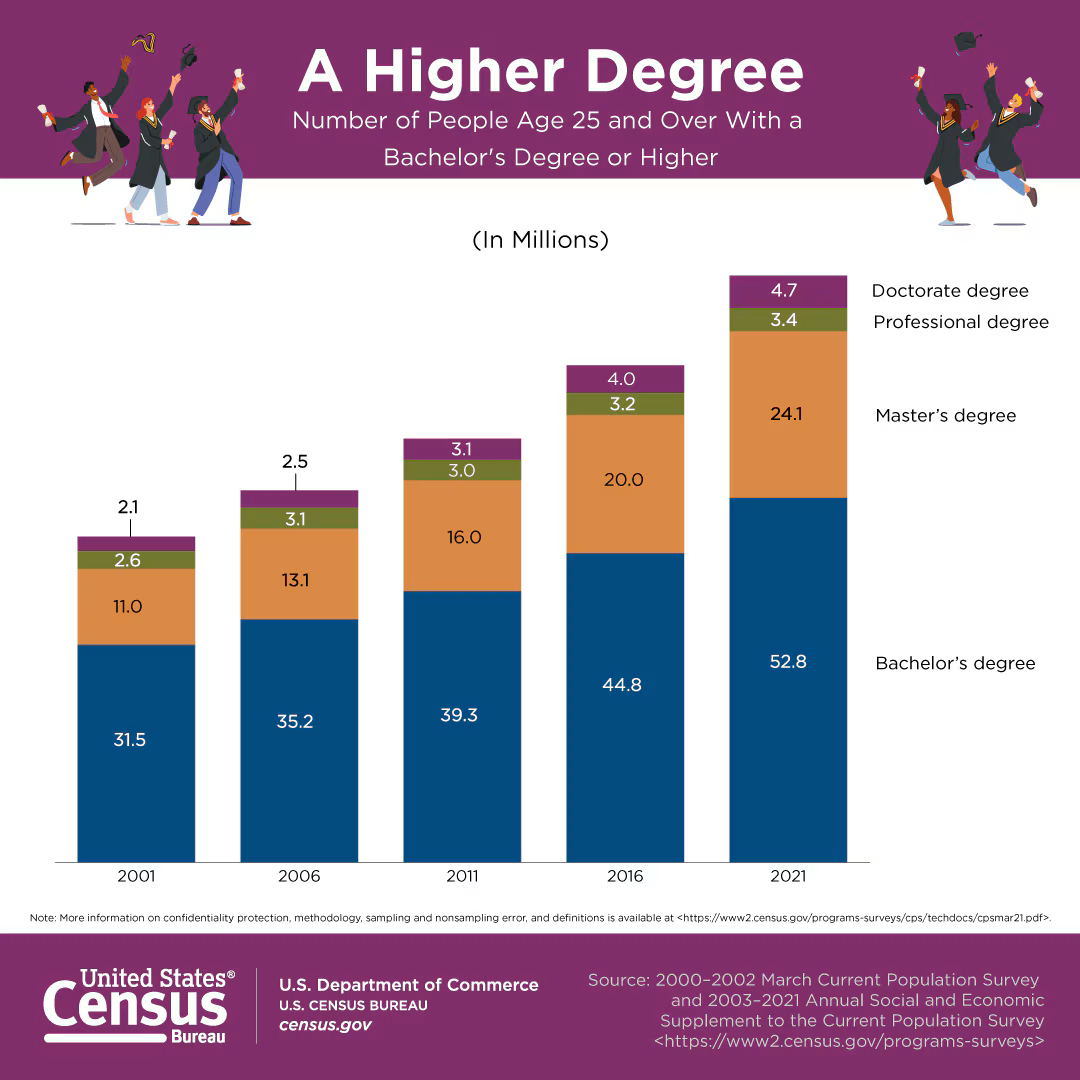 A Higher Degree
Number of People Age 25 and Over With a
Bachelor's Degree or Higher
(In Millions)
4.7
Doctorate degree
3.4
Professional degree
24.1
Master’s degree
52.8
Bachelor’s degree
4.0
3.2
20.0
44.8
3.1
3.0
16.0
39.3
2.5
3.1
13.1
35.2
2.1
2.6
11.0
31.5
2001
2006
2011
2016
2021
Note: More information on confidentiality protection, methodology, sampling and nonsampling error, and definitions is available at <https://www2.census.gov/programs-surveys/cps/techdocs/cpsmar21.pdf>.
United States®
Census
Bureau
U.S. Department of Commerce
U.S. CENSUS BUREAU
census.gov
Source: 2000–2002 March Current Population Survey
and 2003–2021 Annual Social and Economic
Supplement to the Current Population Survey
<https://www2.census.gov/programs-surveys>